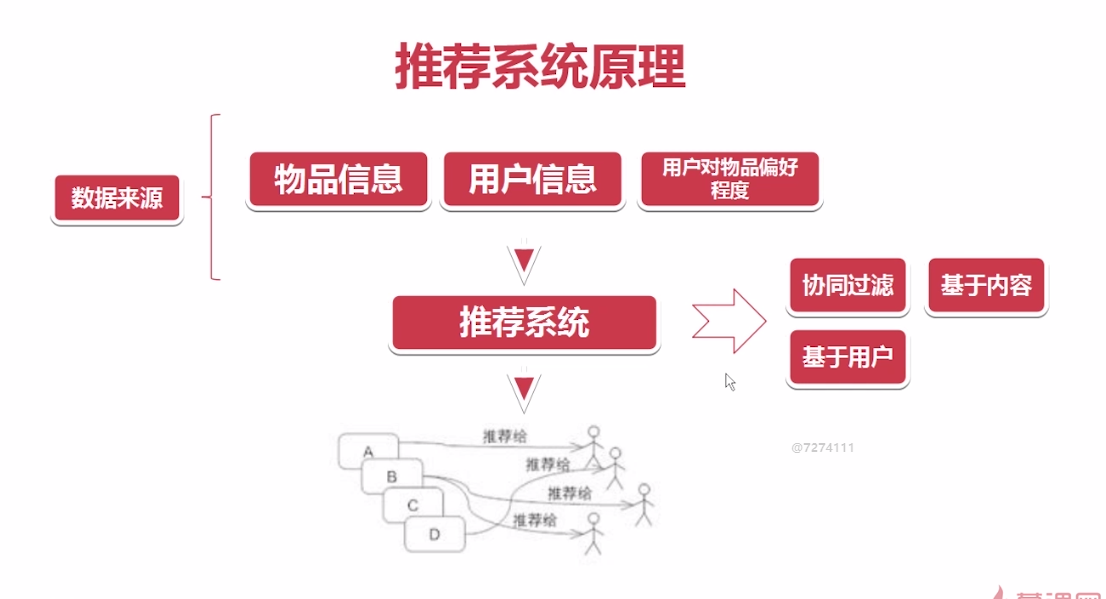 推荐系统原理
数据来源
物品信息
用户信息
用户对物品偏好
程度
推荐系统
协同过滤
基于内容
基于用户
A
B
C
D
推荐给
推荐给
推荐给
推荐给
@7274111